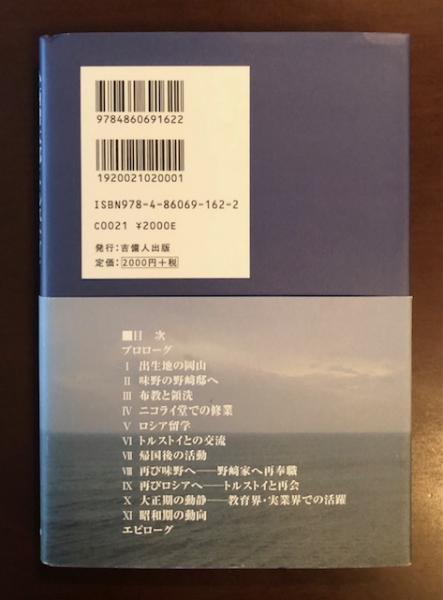 9784860691622
1920021020001
ISBN978-4-86069-162-2
C0021 ¥2000E
発行：吉備人出版
定価：2000円＋税
■目 次
プロローグ
Ⅰ 出生地の岡山
Ⅱ 味野の野﨑邸へ
Ⅲ 布教と領洗
Ⅳ ニコライ堂での修業
Ⅴ ロシア留学
Ⅵ トルストイとの交流
Ⅶ 帰国後の活動
Ⅷ 再び味野へ──野﨑家へ再奉職
Ⅸ 再びロシアへ──トルストイと再会
Ⅹ 大正期の動静──教育界・実業界での活躍
Ⅺ 昭和期の動向
エピローグ